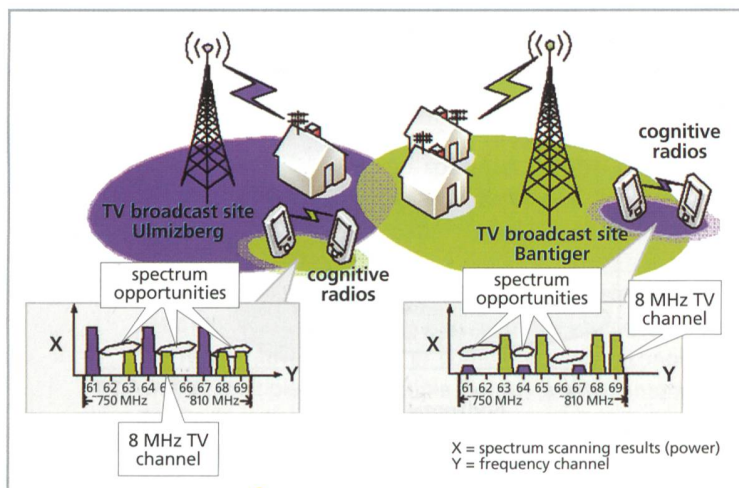 cognitive
radios
TV broadcast site
Ulmizberg
TV broadcast site
Bantiger
cognitive
radios
spectrum
opportunities
X
61 62 63 64 66 67 68 69
Y
~750 MHz ~810 MHz
8 MHz TV
channel
spectrum
opportunities
8 MHz TV
channel
X
61 62 63 64 65 66 67 68 69
Y
~750 MHz ~810 MHz
X = spectrum scanning results (power)
Y = frequency channel